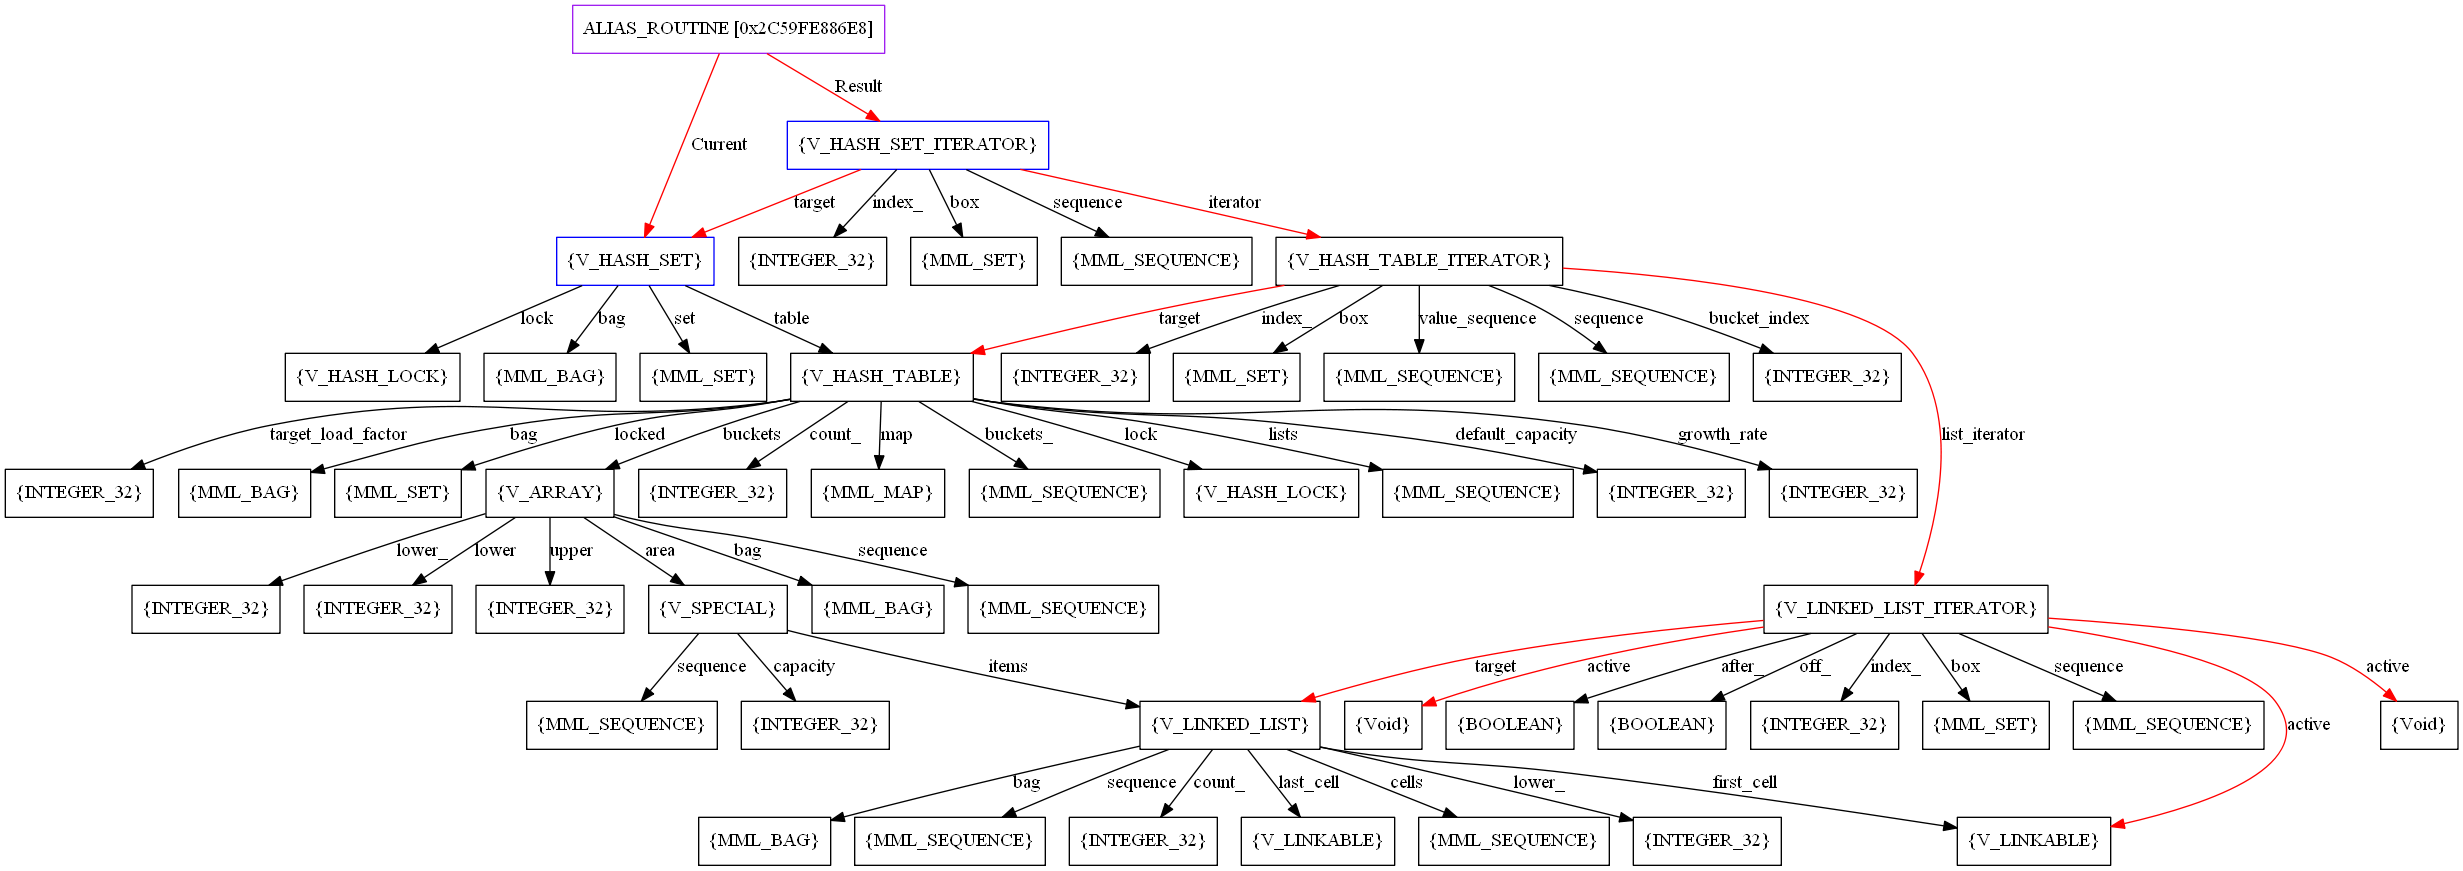 ALIAS_ROUTINE [0x2C59FE886E8]
Result
Current
{V_HASH_SET_ITERATOR}
target
index_
box
sequence
iterator
{V_HASH_SET}
{INTEGER_32}
{MML_SET}
{MML_SEQUENCE}
{V_HASH_TABLE_ITERATOR}
lock
bag
set
table
target
index_
box
value_sequence
sequence
bucket_index
{V_HASH_LOCK}
{MML_BAG}
{MML_SET}
{V_HASH_TABLE}
{INTEGER_32}
{MML_SET}
{MML_SEQUENCE}
{MML_SEQUENCE}
{INTEGER_32}
target_load_factor
bag
locked
buckets
count_
map
buckets_
lock
lists
default_capacity
growth_rate
list_iterator
{INTEGER_32}
{MML_BAG}
{MML_SET}
{V_ARRAY}
{INTEGER_32}
{MML_MAP}
{MML_SEQUENCE}
{V_HASH_LOCK}
{MML_SEQUENCE}
{INTEGER_32}
{INTEGER_32}
lower_
lower
upper
area
bag
sequence
{INTEGER_32}
{INTEGER_32}
{INTEGER_32}
{V_SPECIAL}
{MML_BAG}
{MML_SEQUENCE}
{V_LINKED_LIST_ITERATOR}
sequence
capacity
items
target
active
after_
off_
index_
box
sequence
active
{MML_SEQUENCE}
{INTEGER_32}
{V_LINKED_LIST}
{Void}
{BOOLEAN}
{BOOLEAN}
{INTEGER_32}
{MML_SET}
{MML_SEQUENCE}
active
{Void}
bag
sequence
count_
last_cell
cells
lower_
first_cell
{MML_BAG}
{MML_SEQUENCE}
{INTEGER_32}
{V_LINKABLE}
{MML_SEQUENCE}
{INTEGER_32}
{V_LINKABLE}